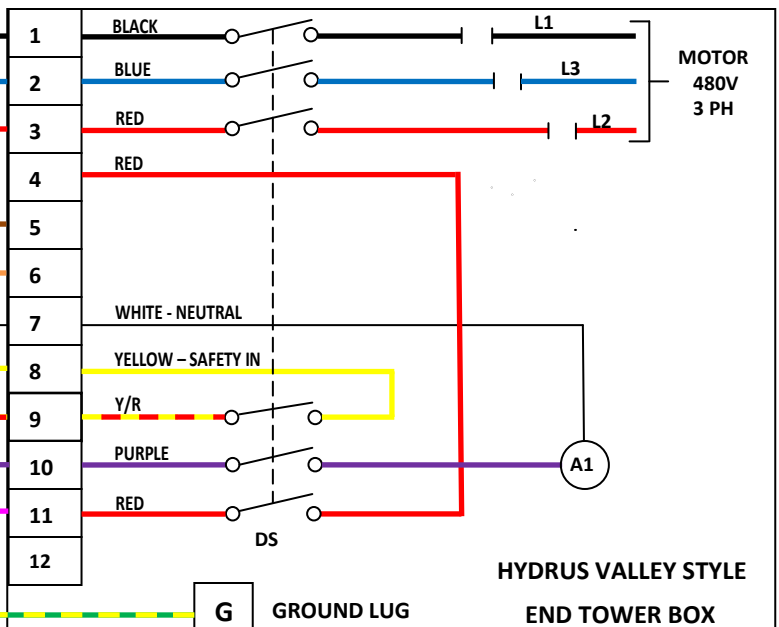 1
BLACK
L1
2
BLUE
L3
MOTOR
480V
3 PH
3
RED
L2
4
RED
5
6
7
WHITE - NEUTRAL
8
YELLOW – SAFETY IN
9
Y/R
10
PURPLE
A1
11
RED
DS
12
HYDRUS VALLEY STYLE
END TOWER BOX
G
GROUND LUG